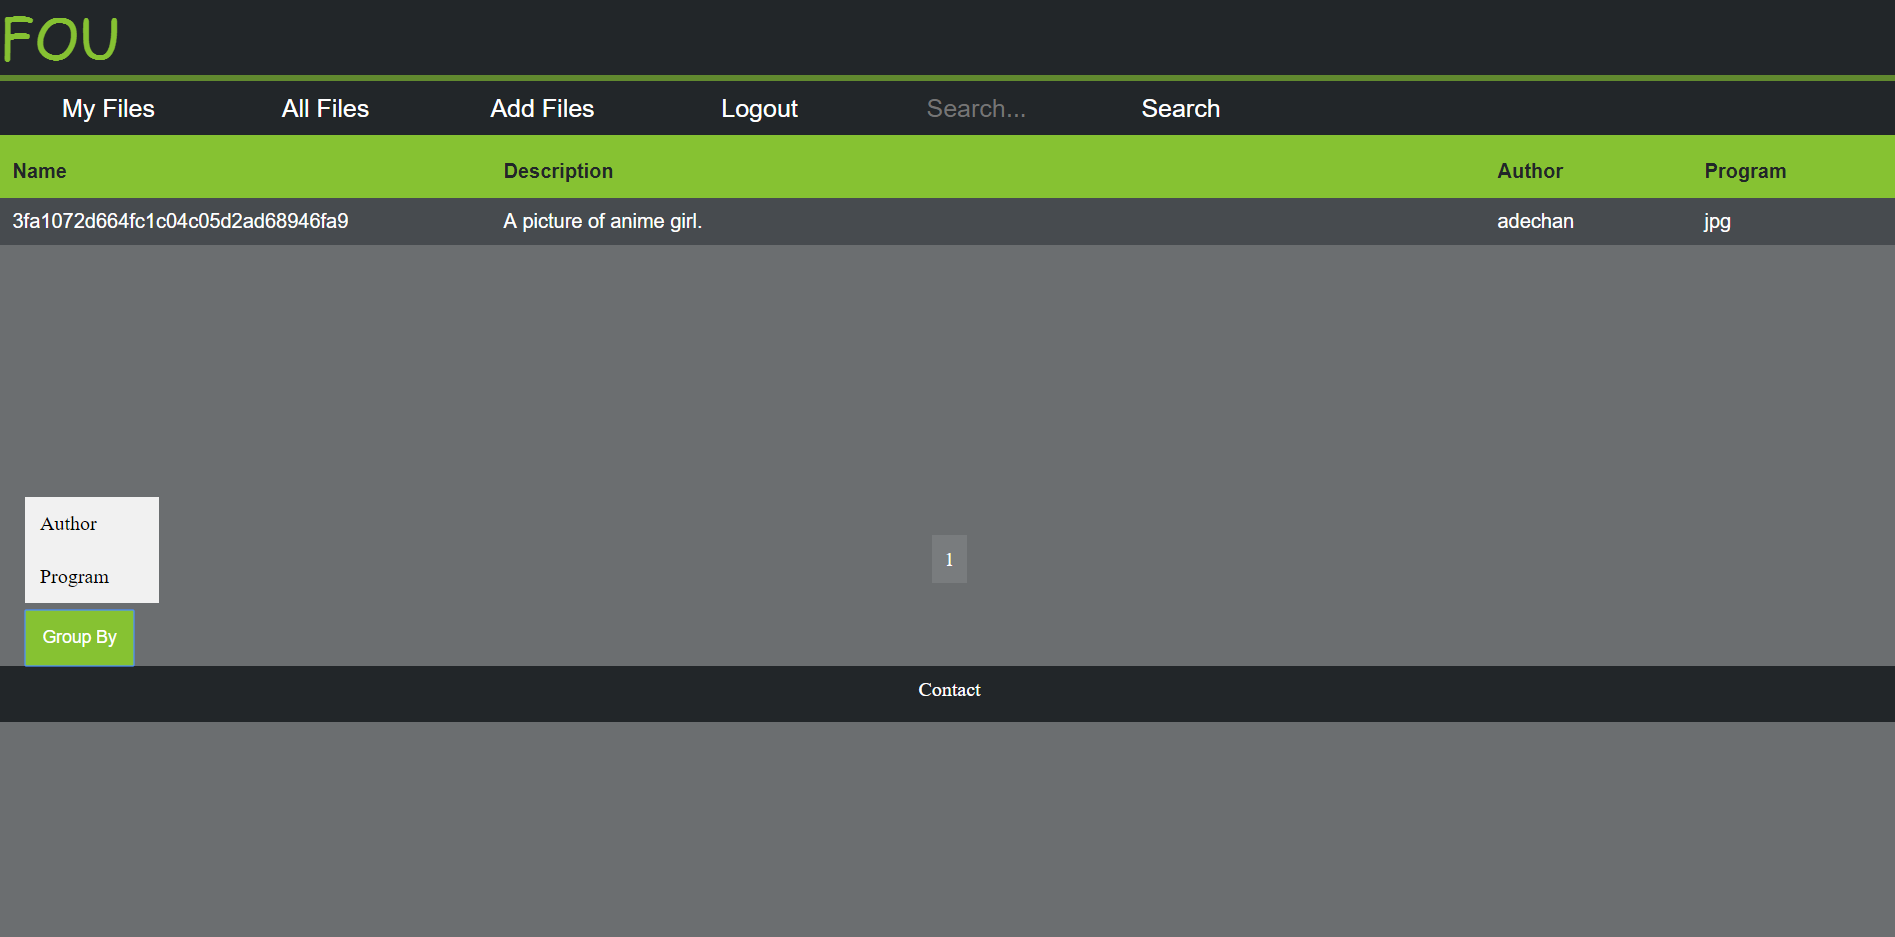 FOU
My Files All Files Add Files Logout Search... Search
Name Description Author Program
3fa1072d664fc1c04c05d2ad68946fa9 A picture of anime girl. adechan jpg
Author
1
Program
Group By
Contact